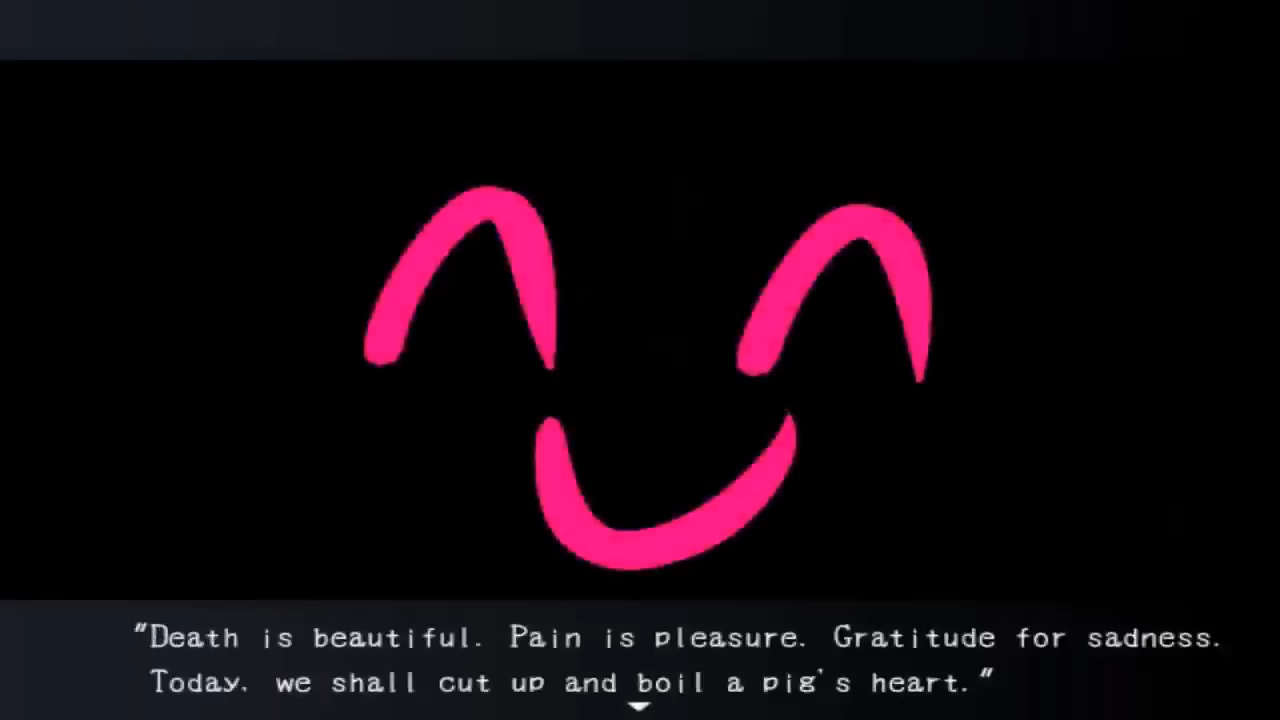 "Death is beautiful. Pain is pleasure. Gratitude for sadness.
Today, we shall cut up and boil a pig's heart."